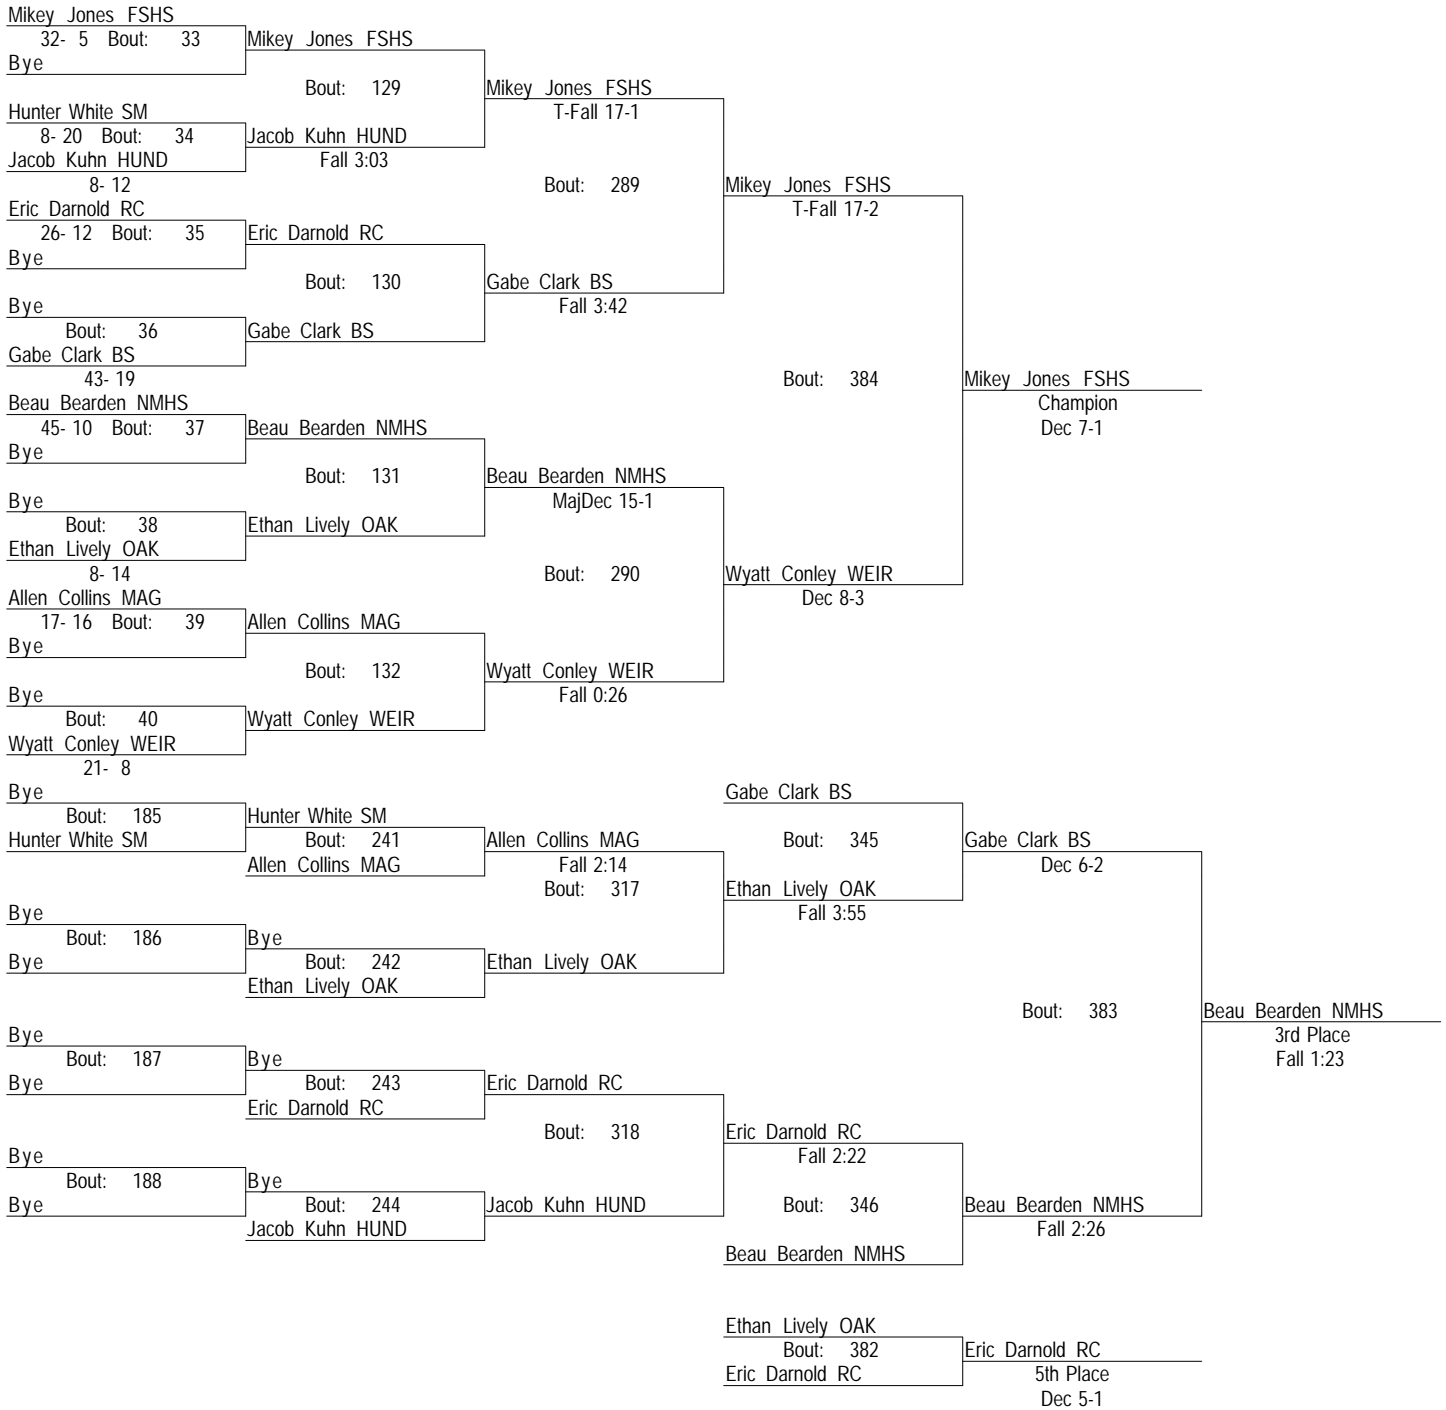 Mikey Jones FSHS
32- 5 Bout: 33 Mikey Jones FSHS
Bye
Bout: 129 Mikey Jones FSHS
Hunter White SM T-Fall 17-1
8- 20 Bout: 34 Jacob Kuhn HUND
Jacob Kuhn HUND Fall 3:03
8- 12 Bout: 289 Mikey Jones FSHS
Eric Darnold RC T-Fall 17-2
26- 12 Bout: 35 Eric Darnold RC
Bye
Bout: 130 Gabe Clark BS
Bye Fall 3:42
Bout: 36 Gabe Clark BS
Gabe Clark BS
43- 19 Bout: 384 Mikey Jones FSHS
Beau Bearden NMHS Champion
45- 10 Bout: 37 Beau Bearden NMHS Dec 7-1
Bye
Bout: 131 Beau Bearden NMHS
Bye MajDec 15-1
Bout: 38 Ethan Lively OAK
Ethan Lively OAK
8- 14 Bout: 290 Wyatt Conley WEIR
Allen Collins MAG Dec 8-3
17- 16 Bout: 39 Allen Collins MAG
Bye
Bout: 132 Wyatt Conley WEIR
Bye Fall 0:26
Bout: 40 Wyatt Conley WEIR
Wyatt Conley WEIR
21- 8
Bye Gabe Clark BS
Bout: 185 Hunter White SM
Hunter White SM Bout: 241 Allen Collins MAG Bout: 345 Gabe Clark BS
Allen Collins MAG Fall 2:14 Dec 6-2
Bout: 317 Ethan Lively OAK
Bye Fall 3:55
Bout: 186 Bye
Bye Bout: 242 Ethan Lively OAK
Ethan Lively OAK
Bout: 383 Beau Bearden NMHS
Bye 3rd Place
Bout: 187 Bye Fall 1:23
Bye Bout: 243 Eric Darnold RC
Eric Darnold RC
Bout: 318 Eric Darnold RC
Bye Fall 2:22
Bout: 188 Bye
Bye Bout: 244 Jacob Kuhn HUND Bout: 346 Beau Bearden NMHS
Jacob Kuhn HUND Fall 2:26
Beau Bearden NMHS
Ethan Lively OAK
Bout: 382 Eric Darnold RC
Eric Darnold RC 5th Place
Dec 5-1